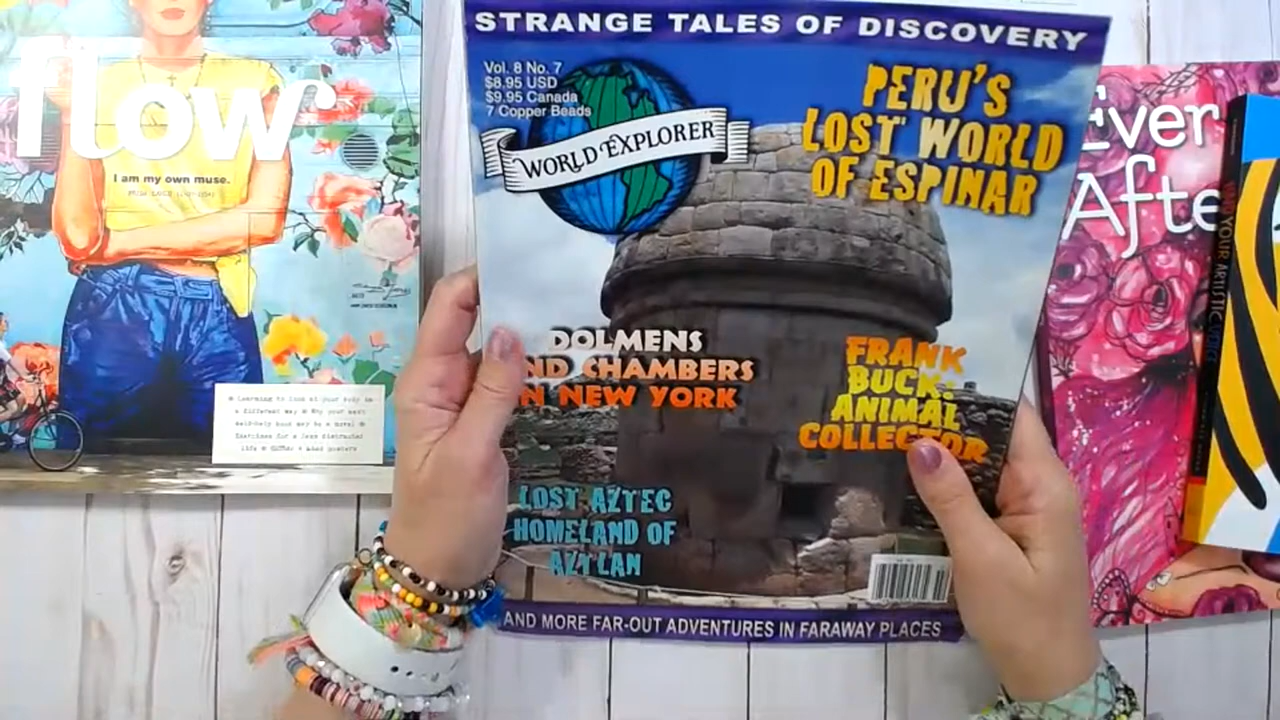 flow
I am my own muse.
STRANGE TALES OF DISCOVERY
Vol. 8 No. 7
$8.95 USD
$9.95 Canada
7 Copper Beads
WORLD EXPLORER
PERU'S
LOST WORLD
OF ESPINAR
DOLMENS
ND CHAMBERS
N NEW YORK
FRANK
BUCK:
ANIMAL
COLLECTOR
LOST AZTEC
HOMELAND OF
AZTLAN
AND MORE FAR-OUT ADVENTURES IN FARAWAY PLACES
Ever
Afte
YOUR ARTISTIC